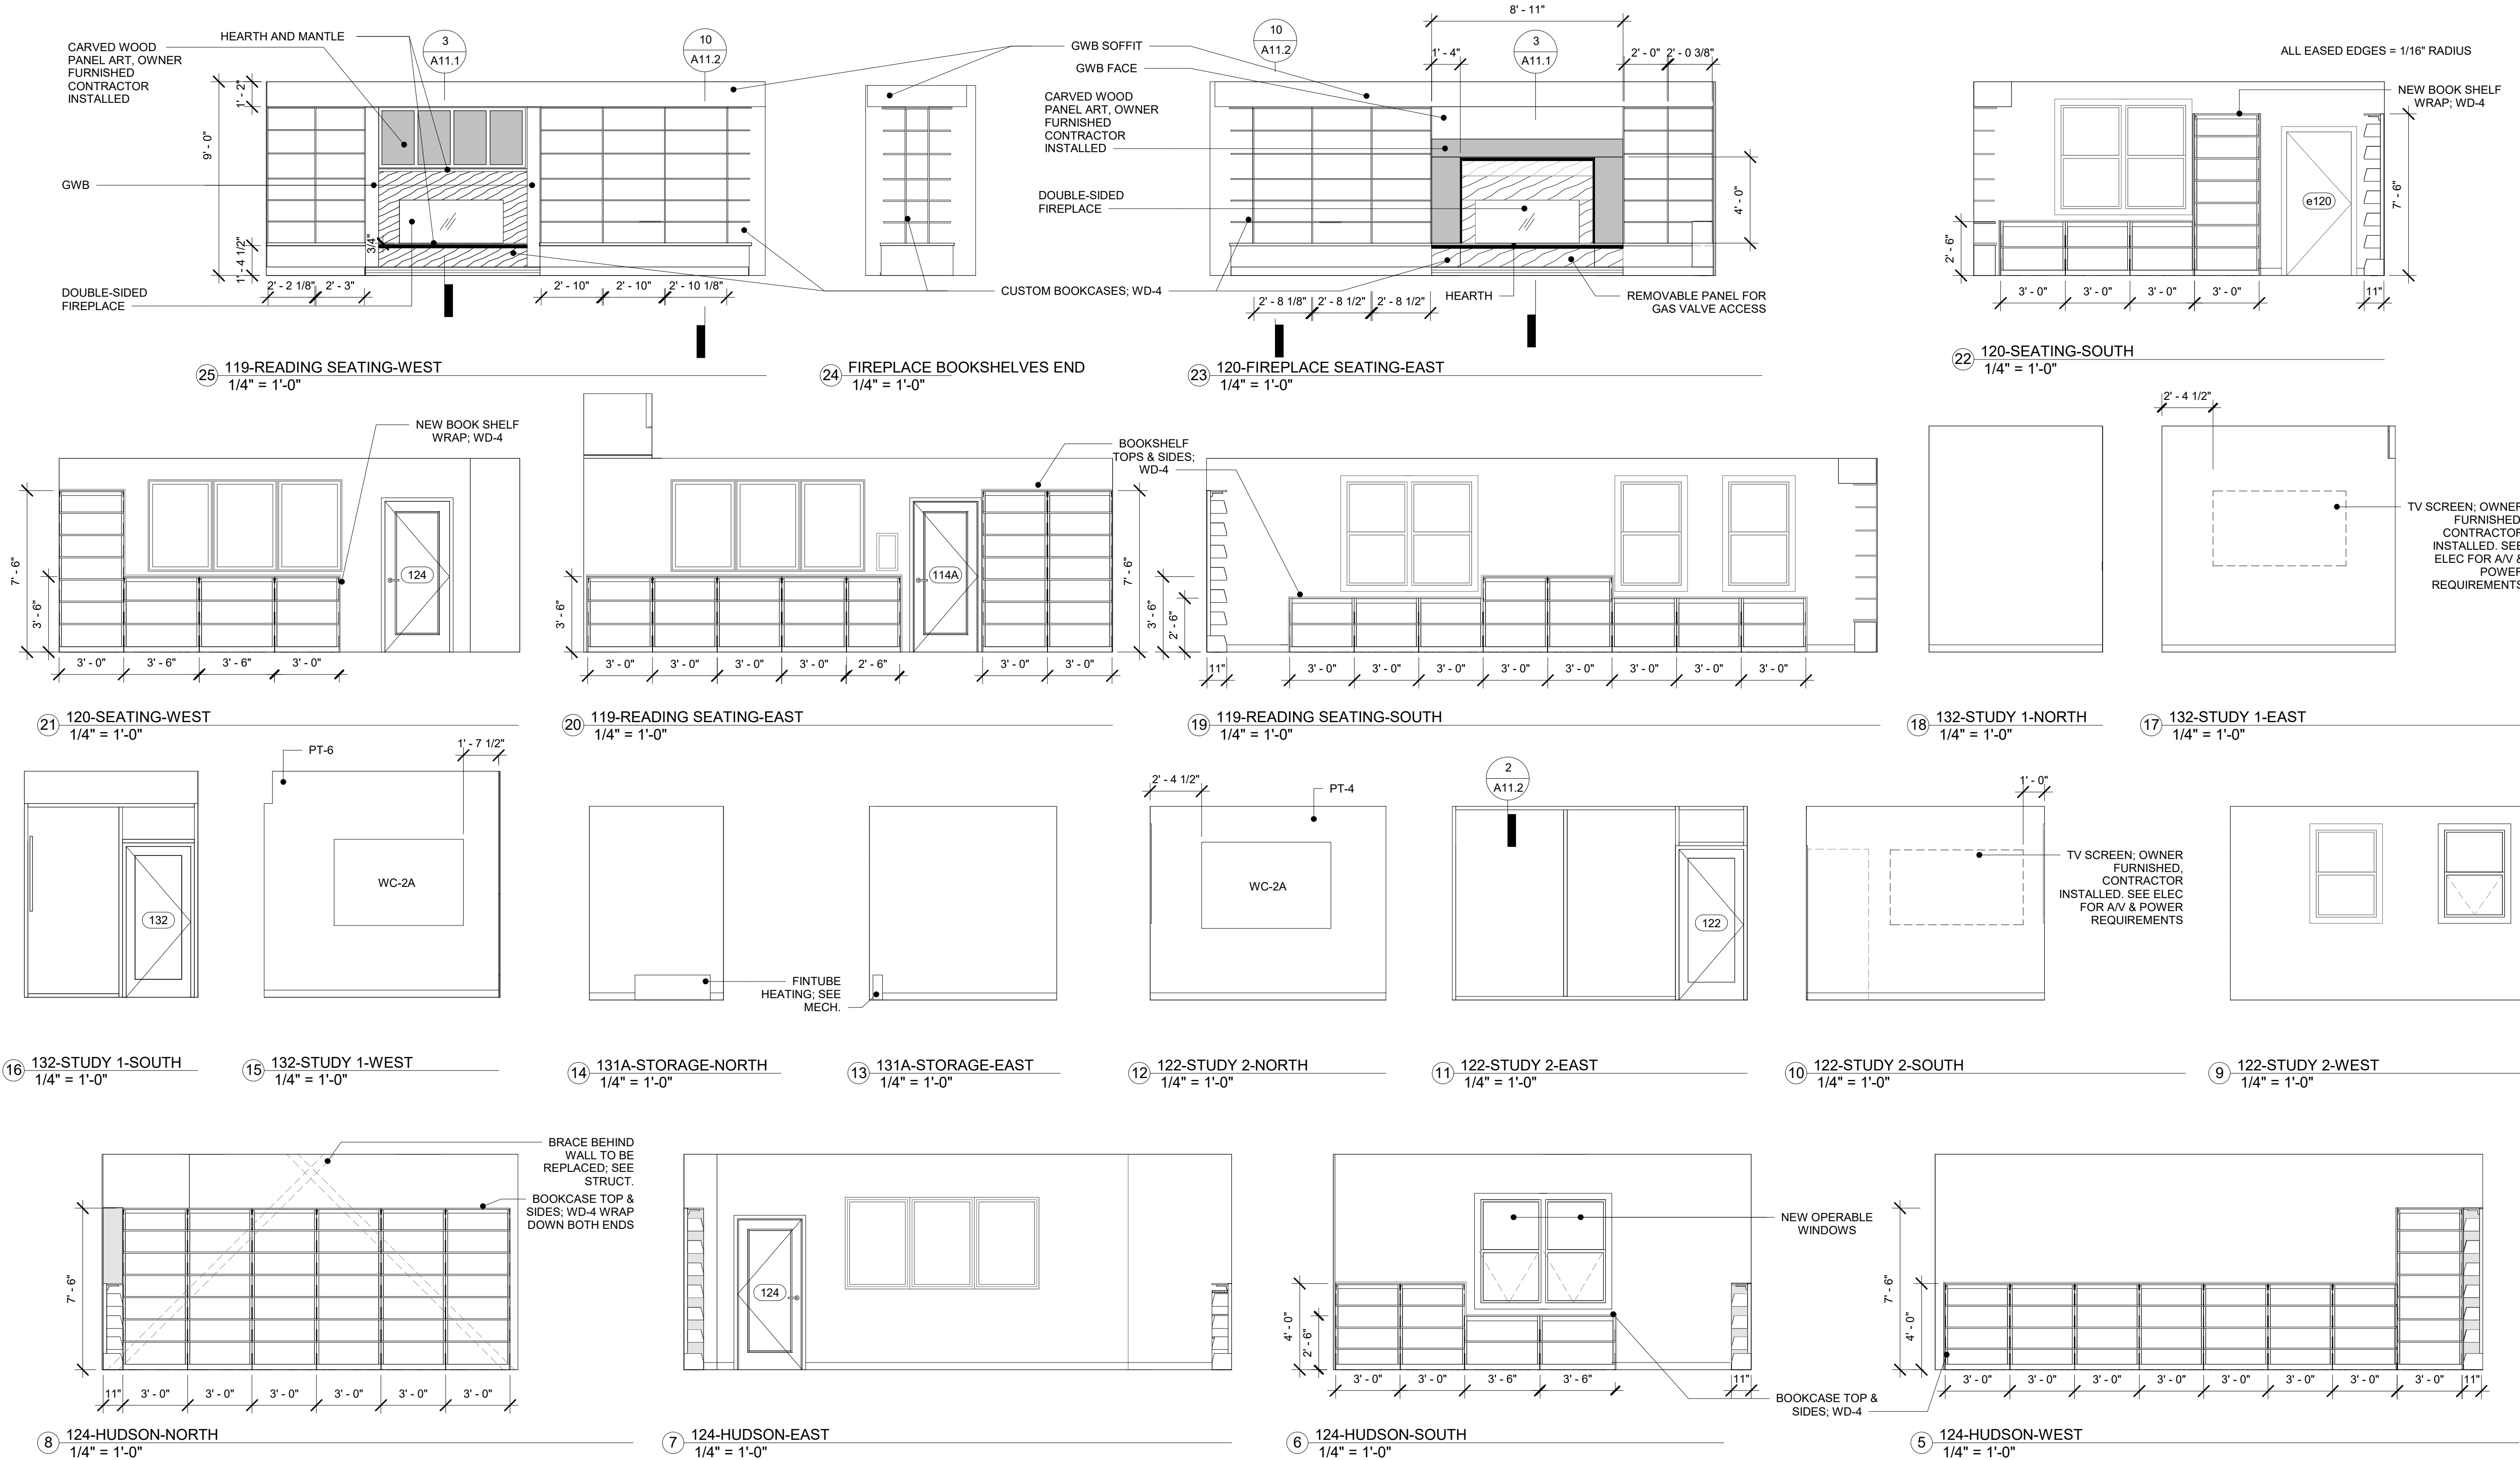 CARVED WOOD
PANEL ART, OWNER
FURNISHED
CONTRACTOR
INSTALLED
HEARTH AND MANTLE
3
A11.1
10
A11.2
9' - 0"
1' - 2"
GWB
3/4"
1' - 4 1/2"
DOUBLE-SIDED
FIREPLACE
2' - 2 1/8"
2' - 3"
2' - 10"
2' - 10"
2' - 10 1/8"
25
119-READING SEATING-WEST
1/4" = 1'-0"
24
FIREPLACE BOOKSHELVES END
1/4" = 1'-0"
GWB SOFFIT
GWB FACE
CARVED WOOD
PANEL ART, OWNER
FURNISHED
CONTRACTOR
INSTALLED
DOUBLE-SIDED
FIREPLACE
CUSTOM BOOKCASES; WD-4
10
A11.2
8' - 11"
1' - 4"
3
A11.1
2' - 0"
2' - 0 3/8"
4' - 0"
2' - 8 1/8"
2' - 8 1/2"
2' - 8 1/2"
HEARTH
REMOVABLE PANEL FOR
GAS VALVE ACCESS
23
120-FIREPLACE SEATING-EAST
1/4" = 1'-0"
ALL EASED EDGES = 1/16" RADIUS
NEW BOOK SHELF
WRAP; WD-4
e120
7' - 6"
2' - 6"
3' - 0"
3' - 0"
3' - 0"
3' - 0"
11"
22
120-SEATING-SOUTH
1/4" = 1'-0"
NEW BOOK SHELF
WRAP; WD-4
124
7' - 6"
3' - 6"
3' - 0"
3' - 6"
3' - 6"
3' - 0"
21
120-SEATING-WEST
1/4" = 1'-0"
BOOKSHELF
TOPS & SIDES;
WD-4
114A
3' - 6"
7' - 6"
3' - 0"
3' - 0"
3' - 0"
3' - 0"
2' - 6"
3' - 0"
3' - 0"
20
119-READING SEATING-EAST
1/4" = 1'-0"
3' - 6"
2' - 6"
11"
3' - 0"
3' - 0"
3' - 0"
3' - 0"
3' - 0"
3' - 0"
3' - 0"
3' - 0"
19
119-READING SEATING-SOUTH
1/4" = 1'-0"
18
132-STUDY 1-NORTH
1/4" = 1'-0"
2' - 4 1/2"
TV SCREEN; OWNER
FURNISHED
CONTRACTOR
INSTALLED. SEE
ELEC FOR A/V &
POWER
REQUIREMENTS
17
132-STUDY 1-EAST
1/4" = 1'-0"
132
16
132-STUDY 1-SOUTH
1/4" = 1'-0"
PT-6
1' - 7 1/2"
WC-2A
15
132-STUDY 1-WEST
1/4" = 1'-0"
FINTUBE
HEATING; SEE
MECH.
14
131A-STORAGE-NORTH
1/4" = 1'-0"
13
131A-STORAGE-EAST
1/4" = 1'-0"
2' - 4 1/2"
PT-4
WC-2A
12
122-STUDY 2-NORTH
1/4" = 1'-0"
2
A11.2
122
11
122-STUDY 2-EAST
1/4" = 1'-0"
1' - 0"
TV SCREEN; OWNER
FURNISHED,
CONTRACTOR
INSTALLED. SEE ELEC
FOR A/V & POWER
REQUIREMENTS
10
122-STUDY 2-SOUTH
1/4" = 1'-0"
9
122-STUDY 2-WEST
1/4" = 1'-0"
BRACE BEHIND
WALL TO BE
REPLACED; SEE
STRUCT.
BOOKCASE TOP &
SIDES; WD-4 WRAP
DOWN BOTH ENDS
7' - 6"
11"
3' - 0"
3' - 0"
3' - 0"
3' - 0"
3' - 0"
3' - 0"
8
124-HUDSON-NORTH
1/4" = 1'-0"
124
7
124-HUDSON-EAST
1/4" = 1'-0"
NEW OPERABLE
WINDOWS
4' - 0"
2' - 6"
3' - 0"
3' - 0"
3' - 6"
3' - 6"
11"
BOOKCASE TOP &
SIDES; WD-4
6
124-HUDSON-SOUTH
1/4" = 1'-0"
7' - 6"
4' - 0"
3' - 0"
3' - 0"
3' - 0"
3' - 0"
3' - 0"
3' - 0"
3' - 0"
3' - 0"
11"
5
124-HUDSON-WEST
1/4" = 1'-0"